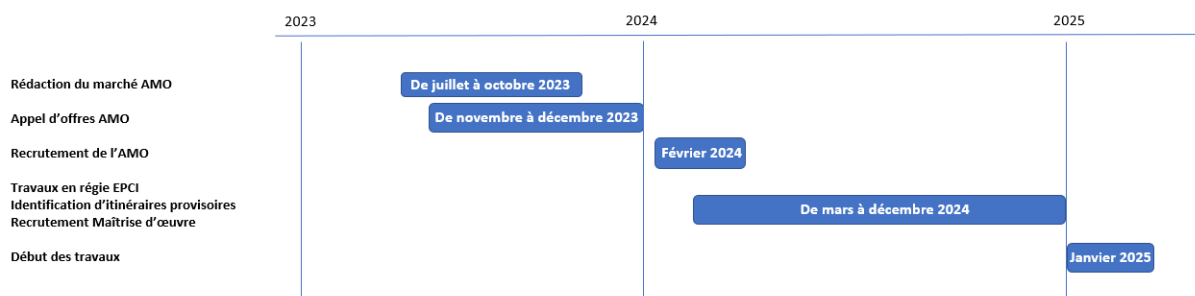 2023 2024 2025
Rédaction du marché AMO De juillet à octobre 2023
Appel d’offres AMO De novembre à décembre 2023
Recrutement de l’AMO Février 2024
Travaux en régie EPCI
Identification d’itinéraires provisoires De mars à décembre 2024
Recrutement Maîtrise d’œuvre
Début des travaux Janvier 2025